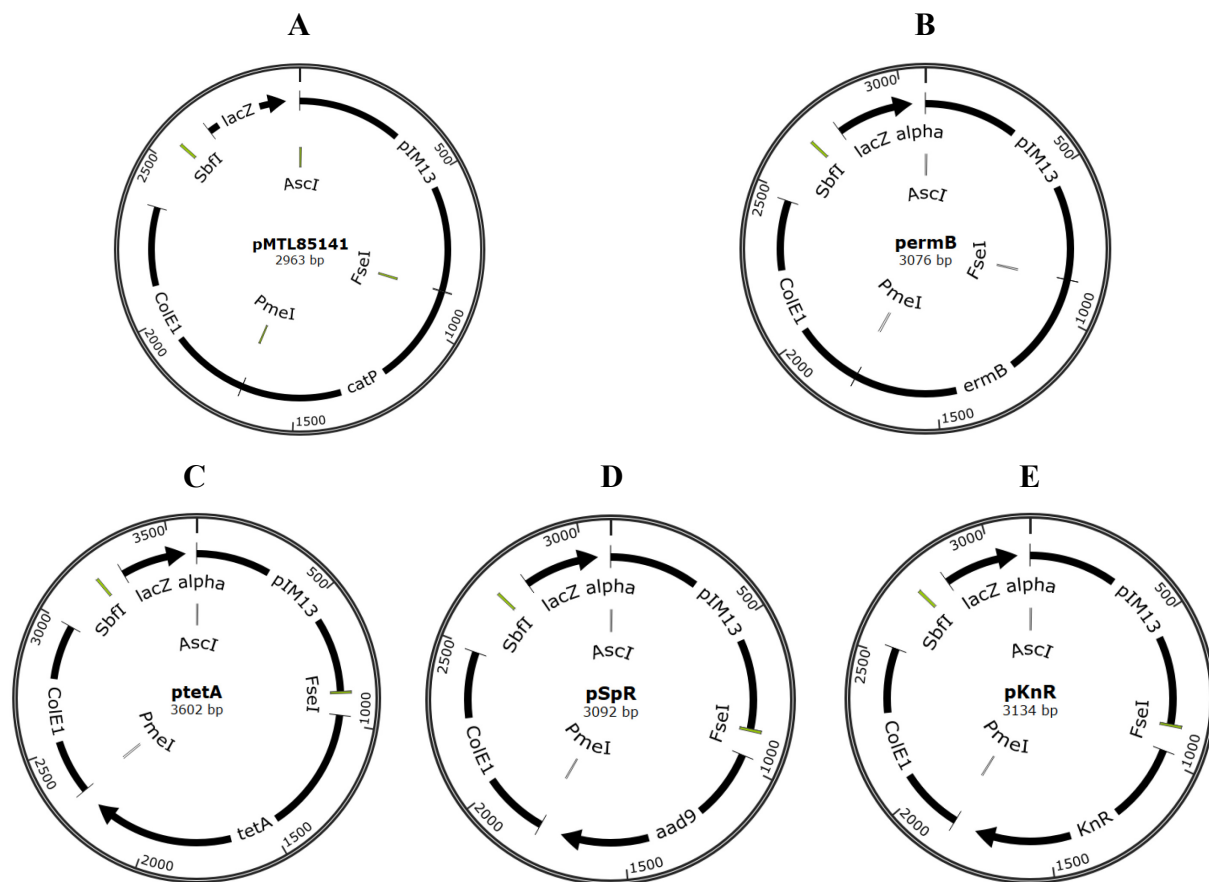 A
B
lacZ
pIM13
500
2500
SbfI
AscI
pMTL85141
2963 bp
FseI
PmeI
ColE1
2000
1000
catP
1500
3000
lacZ alpha
pIM13
500
2500
SbfI
AscI
permB
3076 bp
FseI
PmeI
ColE1
2000
1000
ermB
1500
C
D
E
3500
lacZ alpha
pIM13
500
3000
SbfI
AscI
ptetA
3602 bp
FseI
1000
ColE1
PmeI
2500
tetA
1500
2000
3000
lacZ alpha
pIM13
500
2500
SbfI
AscI
pSpR
3092 bp
FseI
1000
ColE1
PmeI
2000
aad9
1500
3000
lacZ alpha
pIM13
500
2500
SbfI
AscI
pKnR
3134 bp
FseI
1000
ColE1
PmeI
2000
KnR
1500